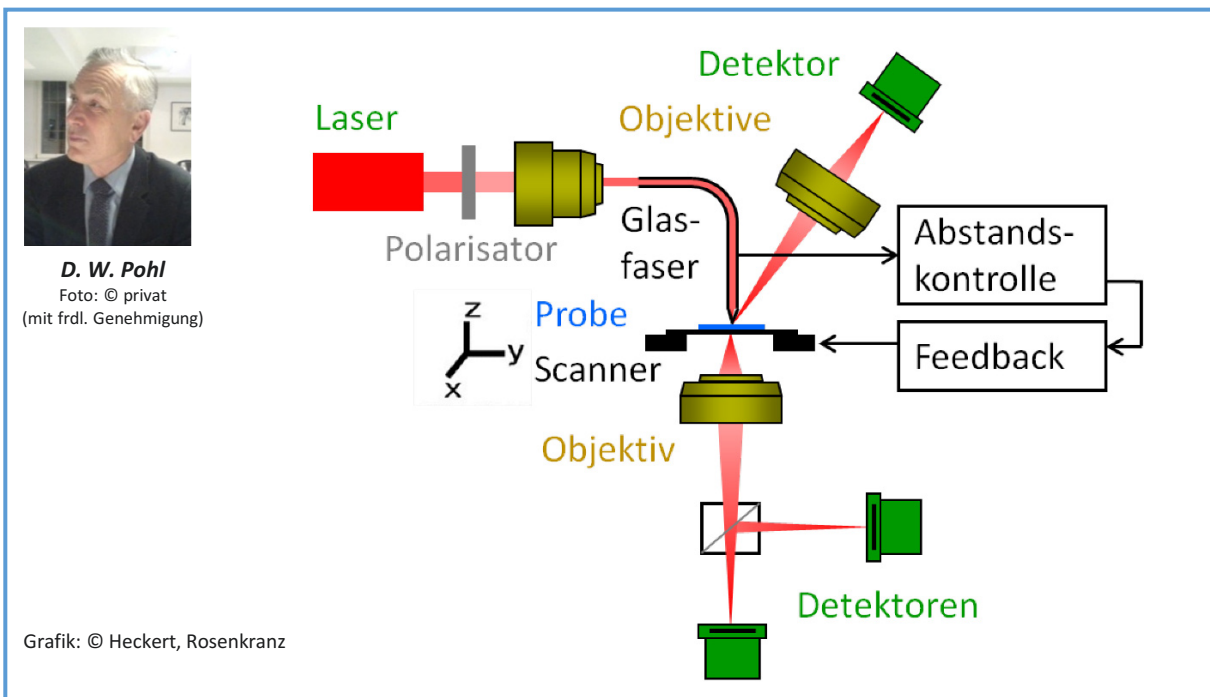 D. W. Pohl
Foto: © privat
(mit frdl. Genehmigung)
Laser
Polarisator
Objektive
Detektor
Glas-
faser
Abstands-
kontrolle
Feedback
Probe
Scanner
z
y
x
Objektiv
Detektoren
Grafik: © Heckert, Rosenkranz